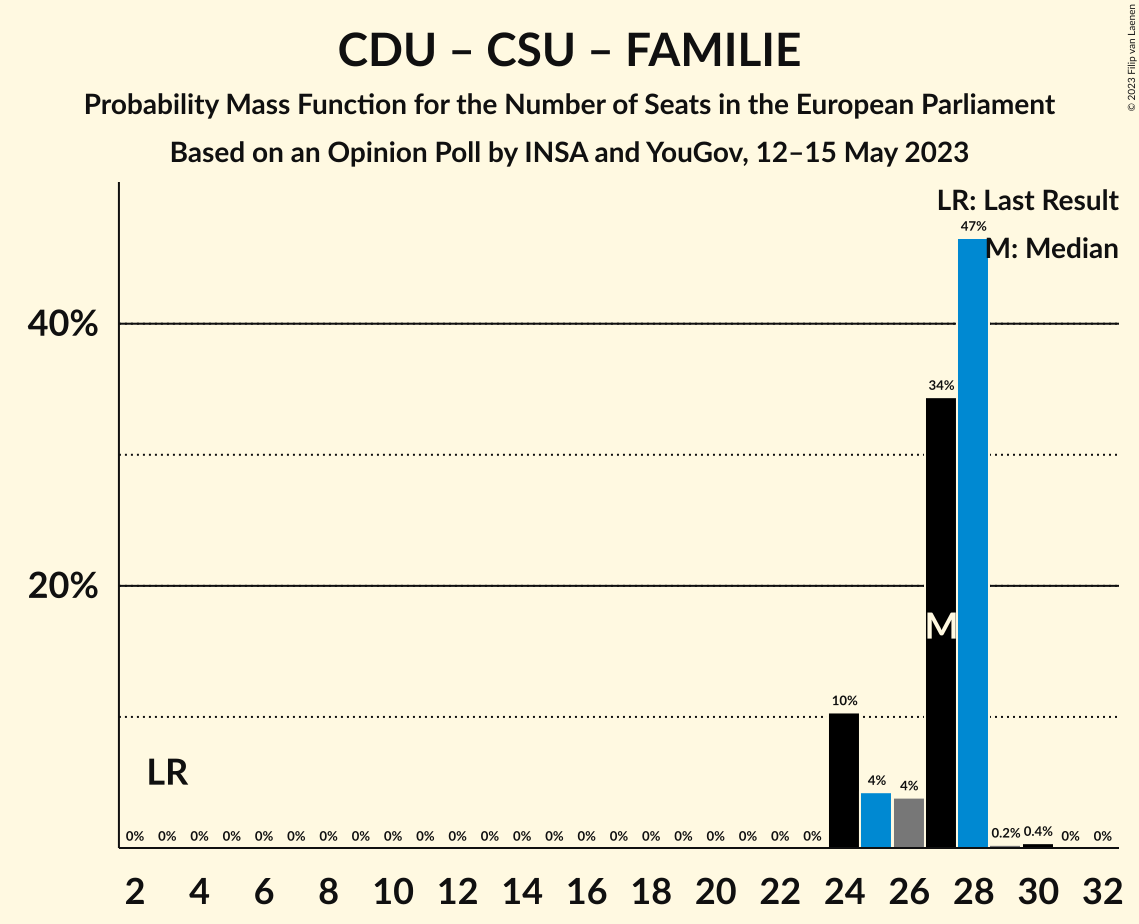 CDU – CSU – FAMILIE
Probability Mass Function for the Number of Seats in the European Parliament
Based on an Opinion Poll by INSA and YouGov, 12–15 May 2023
© 2023 Filip van Laenen
LR: Last Result
M: Median
47%
40%
34%
20%
M
10%
LR
4% 4%
0% 0% 0% 0% 0% 0% 0% 0% 0% 0% 0% 0% 0% 0% 0% 0% 0% 0% 0% 0% 0% 0% 0.2% 0.4% 0% 0%
2 4 6 8 10 12 14 16 18 20 22 24 26 28 30 32